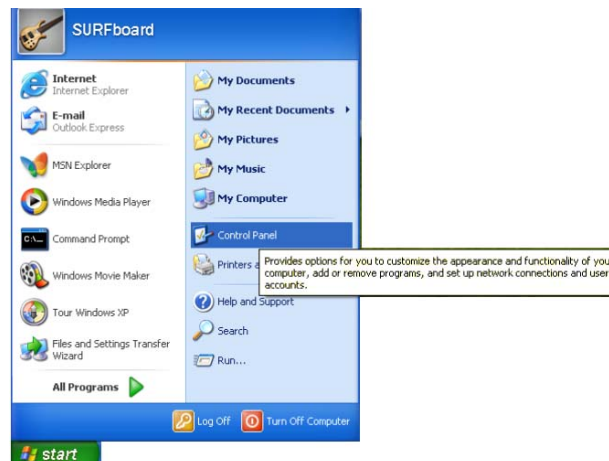 SURFboard
Internet
Internet Explorer
E-mail
Outlook Express
MSN Explorer
Windows Media Player
C:\_
Command Prompt
Windows Movie Maker
Tour Windows XP
Files and Settings Transfer
Wizard
All Programs
My Documents
My Recent Documents
My Pictures
My Music
My Computer
Control Panel
Printers a
Provides options for you to customize the appearance and functionality of you
computer, add or remove programs, and set up network connections and user
accounts.
Help and Support
Search
Run...
Log Off
Turn Off Computer
start